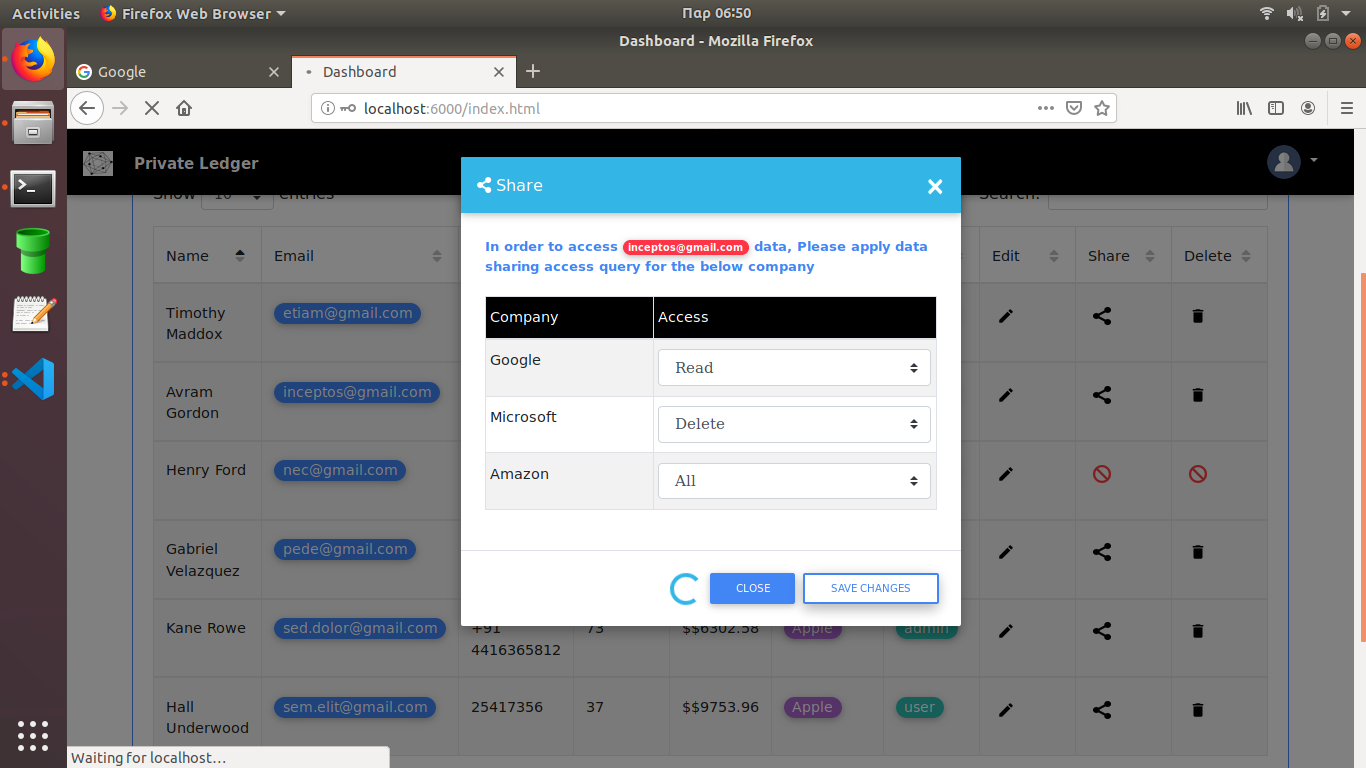 Activities
Firefox Web Browser
Παρ 06:50
Dashboard - Mozilla Firefox
Google
Dashboard
localhost:6000/index.html
Private Ledger
Share
Show 10 Entries
Search:
In order to access inceptos@gmail.com data, Please apply data
sharing access query for the below company
Name Email Edit Share Delete
Company Access
Google Read
Microsoft Delete
Amazon All
CLOSE SAVE CHANGES
Timothy
Maddox
etiam@gmail.com
Avram
Gordon
inceptos@gmail.com
Henry Ford nec@gmail.com
Gabriel
Velazquez
pede@gmail.com
Kane Rowe sed.dolor@gmail.com +91
4416365812
73 $$6302.58 Apple admin
Hall
Underwood
sem.elit@gmail.com 25417356 37 $$9753.96 Apple user
Waiting for localhost…